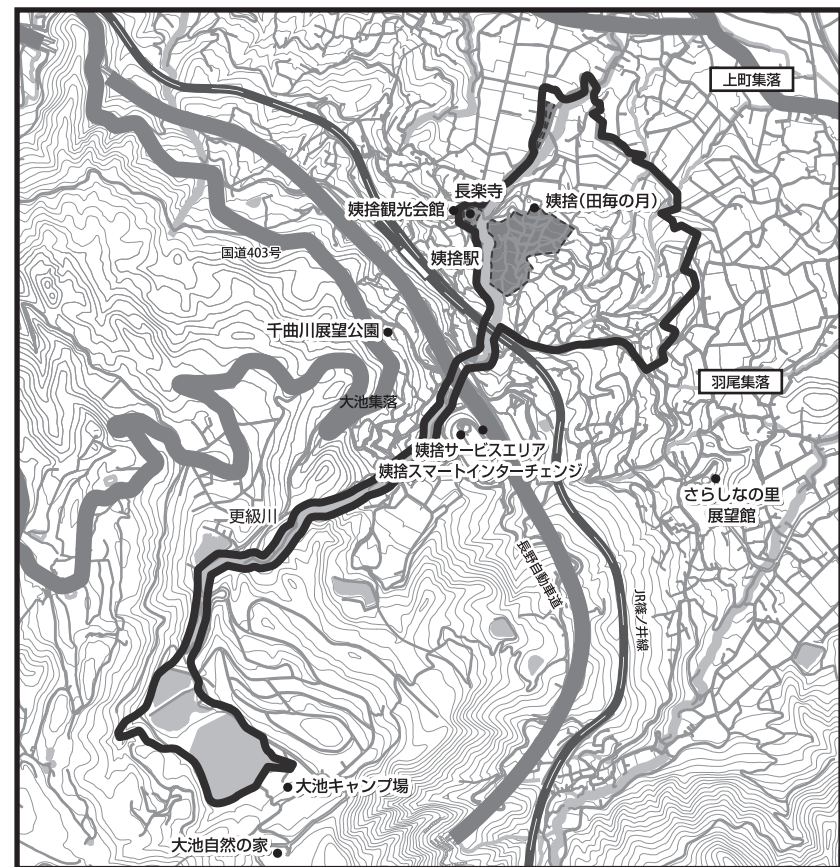 上町集落
長楽寺
姨捨(田毎の月)
姨捨観光会館
姨捨駅
国道403号
千曲川展望公園
羽尾集落
大池集落
姨捨サービスエリア
姨捨スマートインターチェンジ
さらしなの里
展望館
更級川
長野自動車道
JR篠ノ井線
大池キャンプ場
大池自然の家